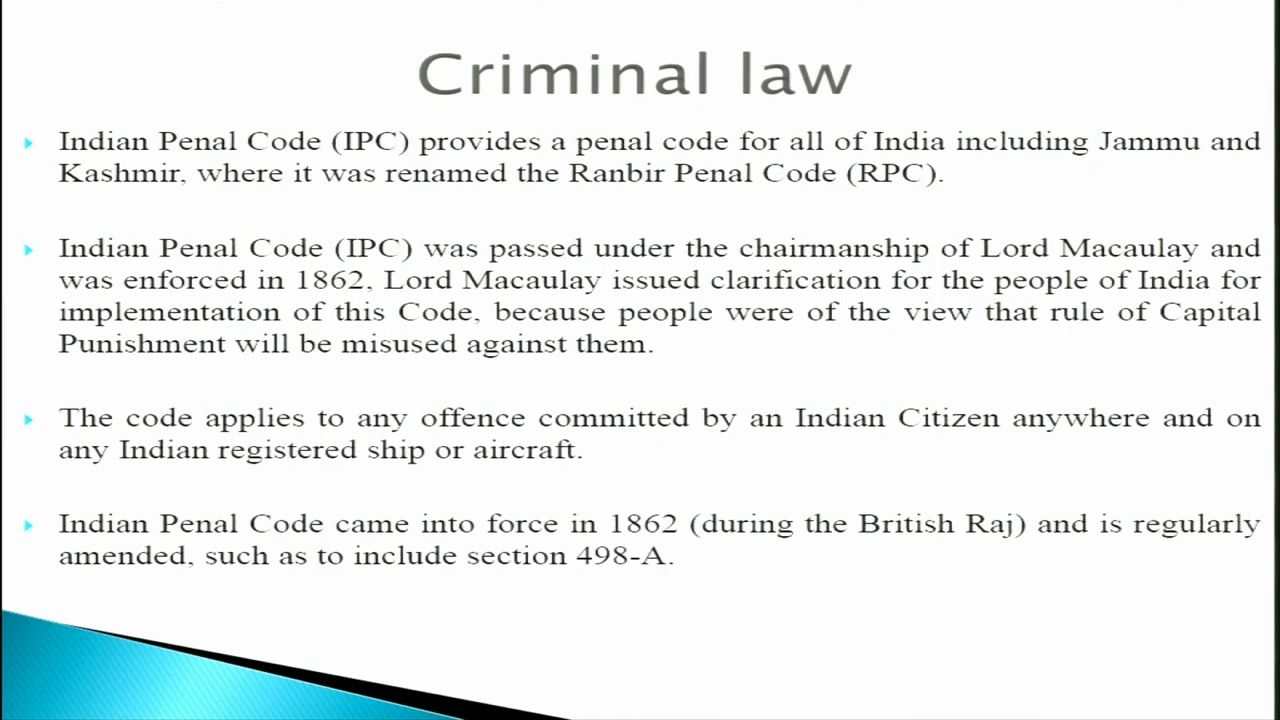 Criminal law
Indian Penal Code (IPC) provides a penal code for all of India including Jammu and
Kashmir, where it was renamed the Ranbir Penal Code (RPC).
Indian Penal Code (IPC) was passed under the chairmanship of Lord Macaulay and
was enforced in 1862, Lord Macaulay issued clarification for the people of India for
implementation of this Code, because people were of the view that rule of Capital
Punishment will be misused against them.
The code applies to any offence committed by an Indian Citizen anywhere and on
any Indian registered ship or aircraft.
Indian Penal Code came into force in 1862 (during the British Raj) and is regularly
amended, such as to include section 498-A.